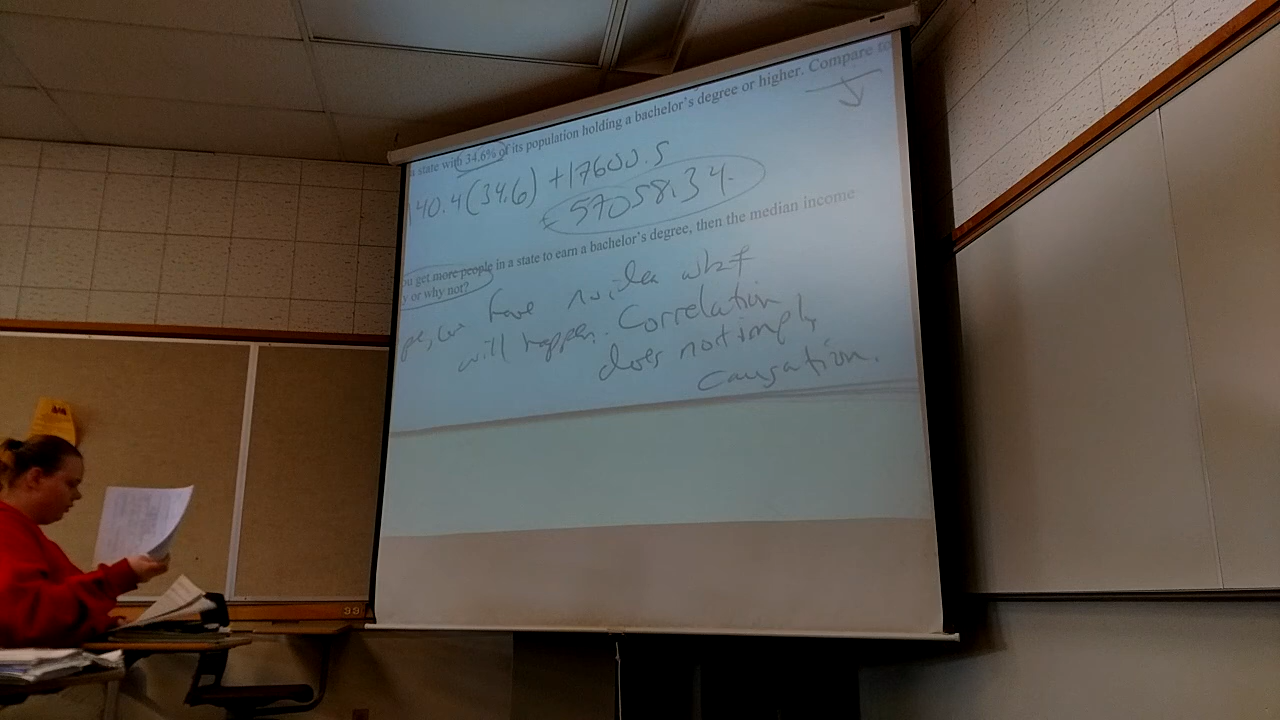 a state with 34.6% of its population holding a bachelor's degree or higher. Compare to
140.4(34.6) +17600.5
= 57058.34.
ou get more people in a state to earn a bachelor's degree, then the median income
y or why not?
have no idea what
will happen. Correlation
does not imply
causation.